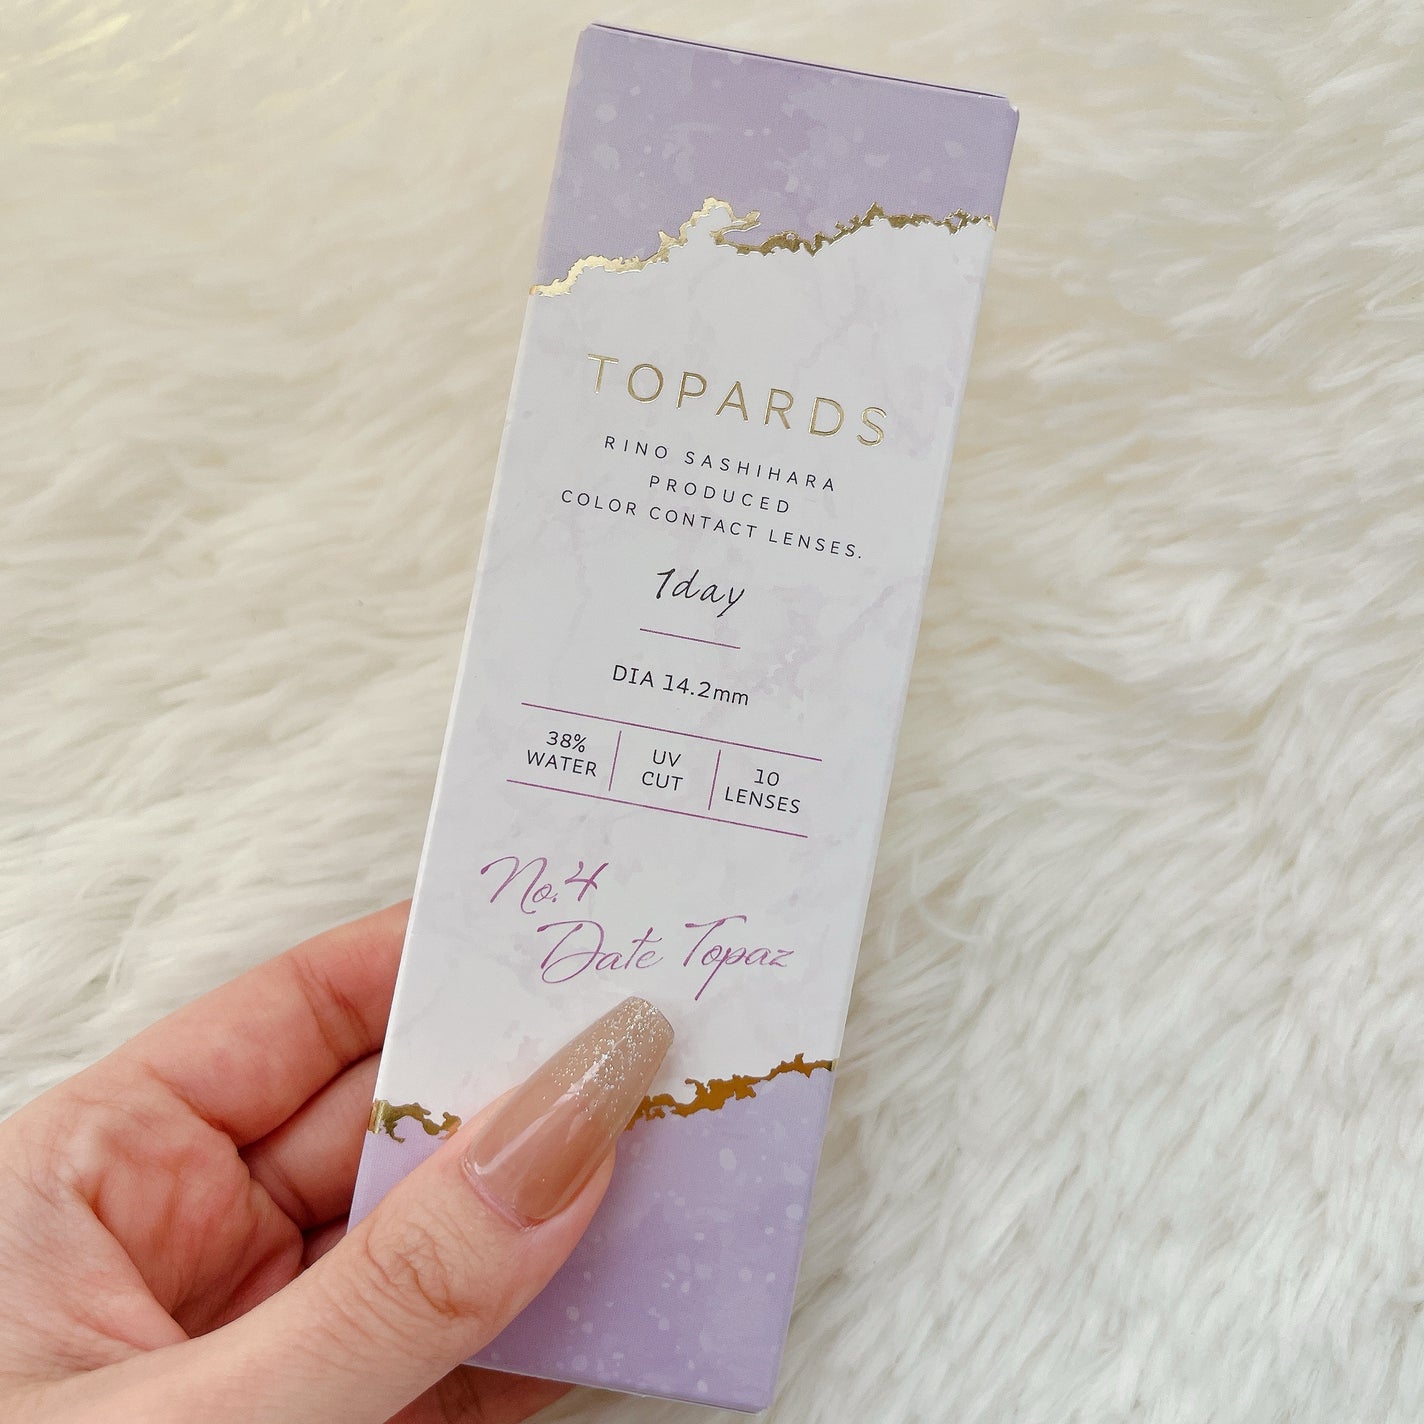 TOPARDS
RINO SASHIHARA
PRODUCED
COLOR CONTACT LENSES.
1day
DIA 14.2mm
38%
WATER
UV
CUT
10
LENSES
No.4
Date Topaz